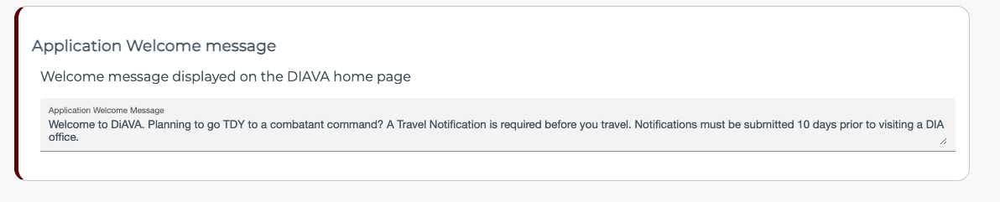 Application Welcome message
Welcome message displayed on the DIAVA home page
Application Welcome Message
Welcome to DiAVA. Planning to go TDY to a combatant command? A Travel Notification is required before you travel. Notifications must be submitted 10 days prior to visiting a DIA
office.